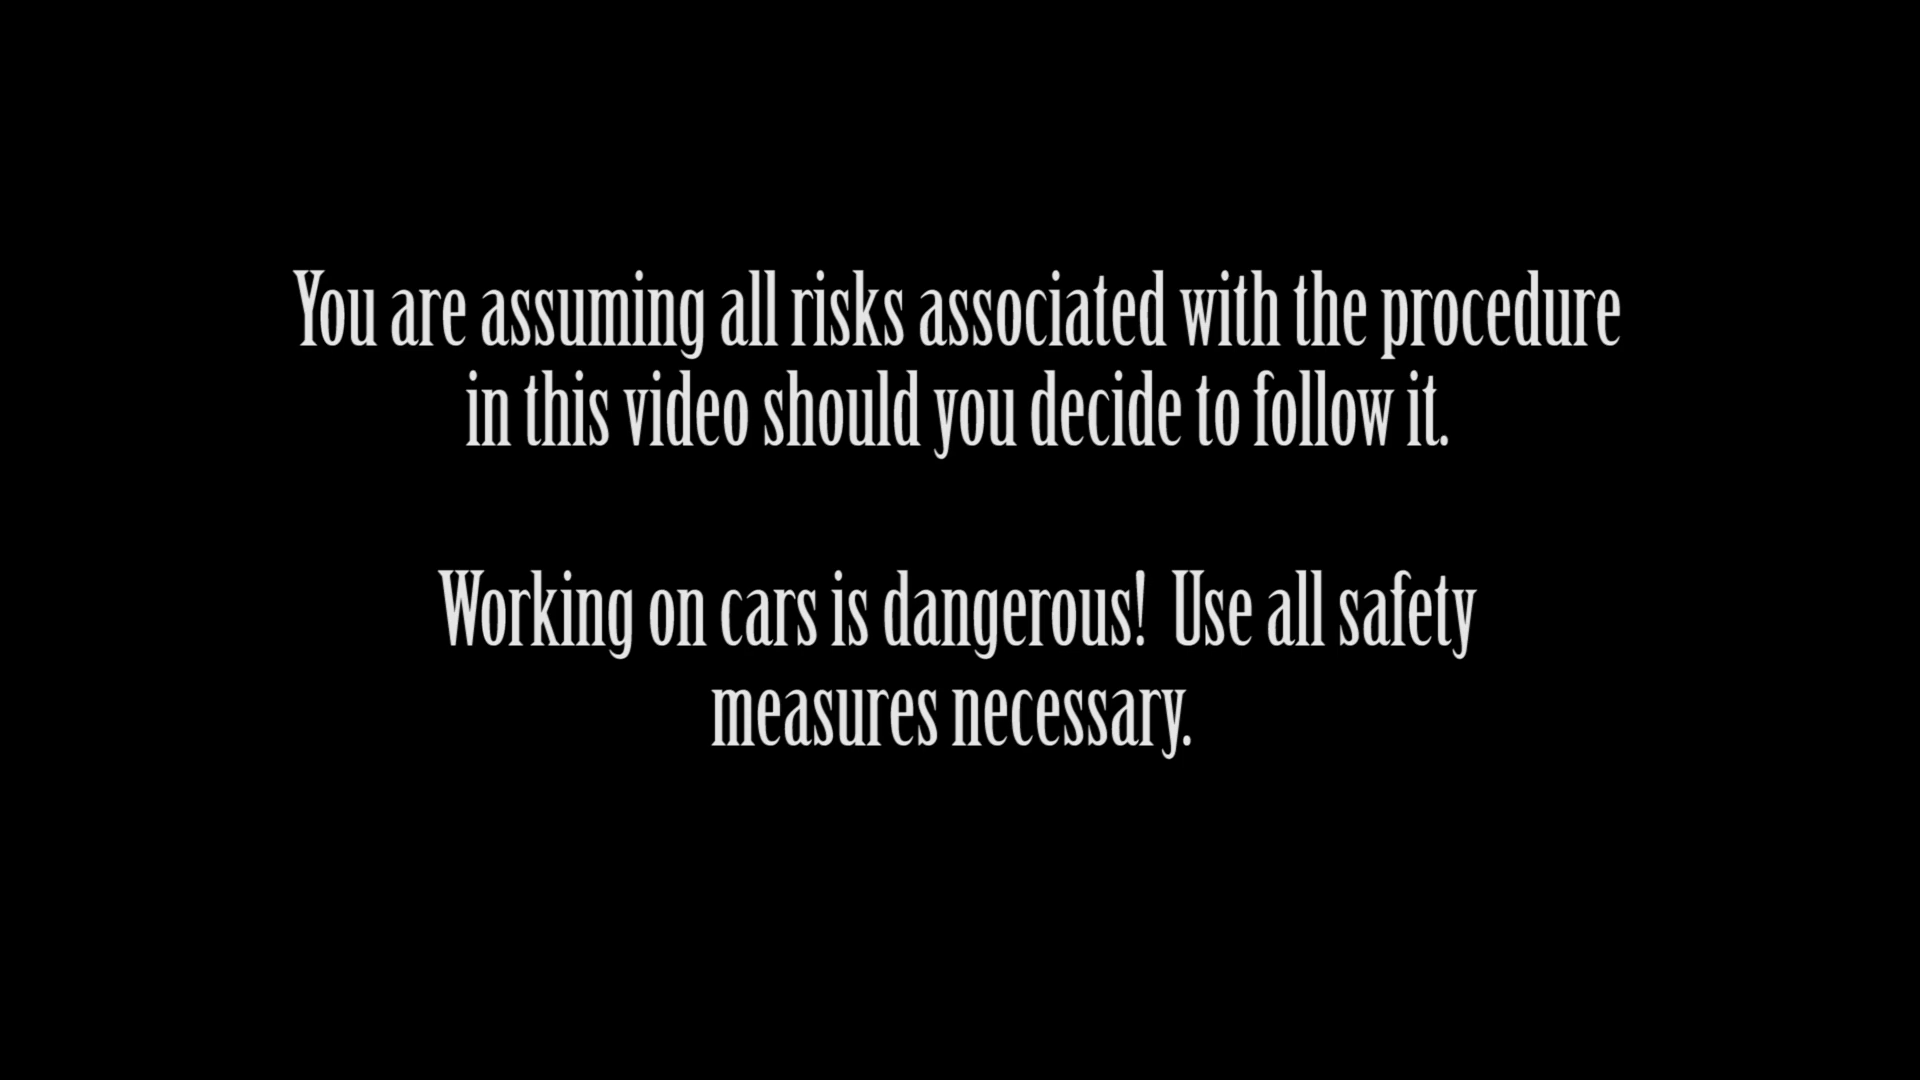 You are assuming all risks associated with the procedure
in this video should you decide to follow it.
Working on cars is dangerous!  Use all safety
measures necessary.